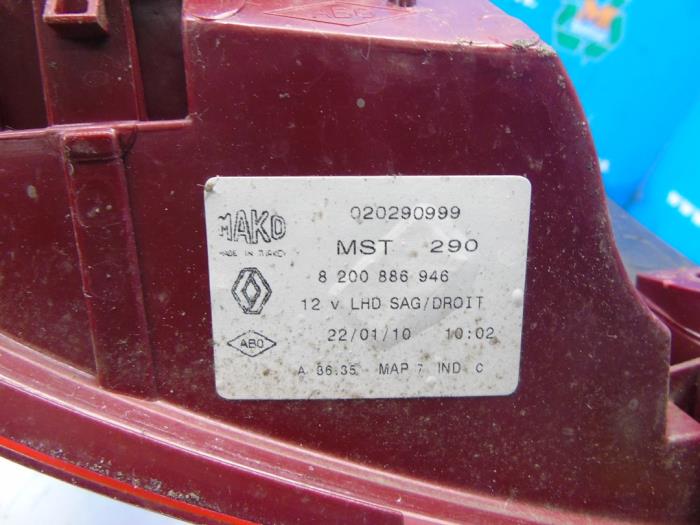 MAKO
MADE IN TURKEY
020290999
MST 290
8 200 886 946
12 V LHD SAG/DROIT
ABO
22/01/10 10:02
A 86.35 MAP 7 IND C